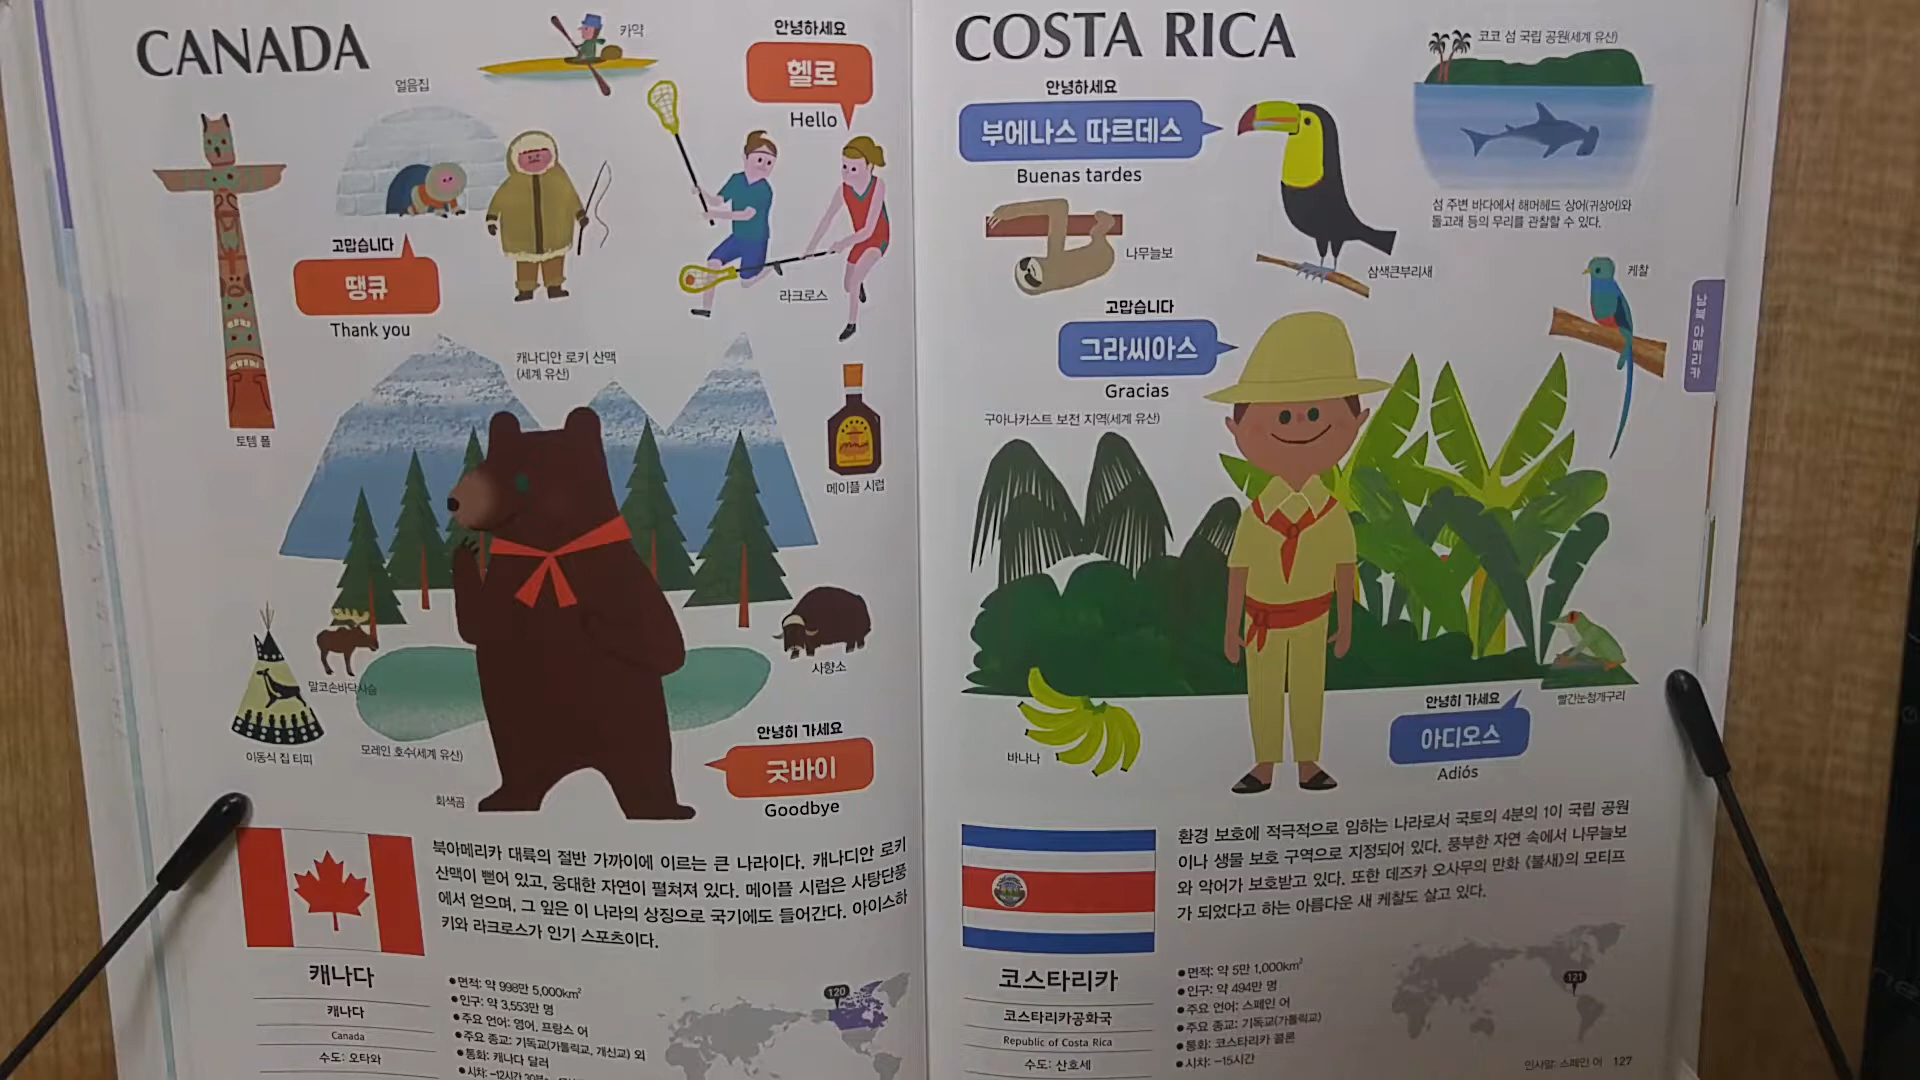 CANADA
카약
안녕하세요
헬로
Hello
얼음집
고맙습니다
땡큐
Thank you
라크로스
토템 폴
캐나디안 로키 산맥
(세계 유산)
메이플 시럽
말코손바닥사슴
사향소
이동식 집 티피
모레인 호수(세계 유산)
회색곰
안녕히 가세요
굿바이
Goodbye
북아메리카 대륙의 절반 가까이에 이르는 큰 나라이다. 캐나디안 로키
산맥이 뻗어 있고, 웅대한 자연이 펼쳐져 있다. 메이플 시럽은 사탕단풍
에서 얻으며, 그 잎은 이 나라의 상징으로 국기에도 들어간다. 아이스하
키와 라크로스가 인기 스포츠이다.
캐나다
캐나다
Canada
수도: 오타와
•면적: 약 998만 5,000km²
•인구: 약 3,553만 명
•주요 언어: 영어, 프랑스 어
•주요 종교: 기독교(가톨릭교, 개신교) 외
•통화: 캐나다 달러
•시차: -12시간 30분~
120
COSTA RICA
안녕하세요
부에나스 따르데스
Buenas tardes
코코 섬 국립 공원(세계 유산)
섬 주변 바다에서 해머헤드 상어(귀상어)와
돌고래 등의 무리를 관찰할 수 있다.
나무늘보
삼색큰부리새
케찰
남북 아메리카
고맙습니다
그라씨아스
Gracias
구아나카스트 보전 지역(세계 유산)
바나나
빨간눈청개구리
안녕히 가세요
아디오스
Adiós
환경 보호에 적극적으로 임하는 나라로서 국토의 4분의 1이 국립 공원
이나 생물 보호 구역으로 지정되어 있다. 풍부한 자연 속에서 나무늘보
와 악어가 보호받고 있다. 또한 데즈카 오사무의 만화 《불새》의 모티프
가 되었다고 하는 아름다운 새 케찰도 살고 있다.
코스타리카
코스타리카공화국
Republic of Costa Rica
수도: 산호세
•면적: 약 5만 1,000km²
•인구: 약 494만 명
•주요 언어: 스페인 어
•주요 종교: 기독교(가톨릭교)
•통화: 코스타리카 콜론
•시차: -15시간
121
인사말: 스페인 어 127